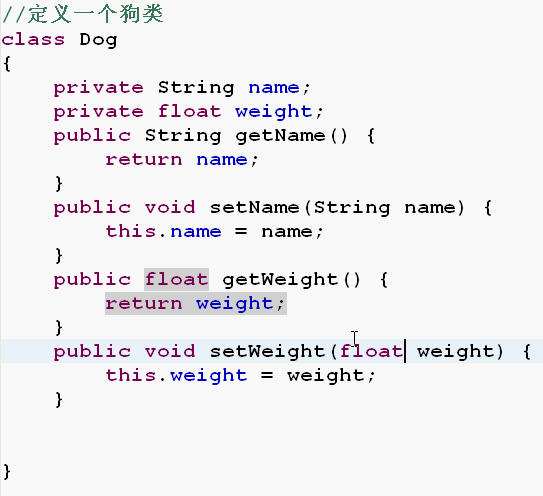 //定义一个狗类
class Dog
{
    private String name;
    private float weight;
    public String getName() {
        return name;
    }
    public void setName(String name) {
        this.name = name;
    }
    public float getWeight() {
        return weight;
    }
    public void setWeight(float weight) {
        this.weight = weight;
    }
}